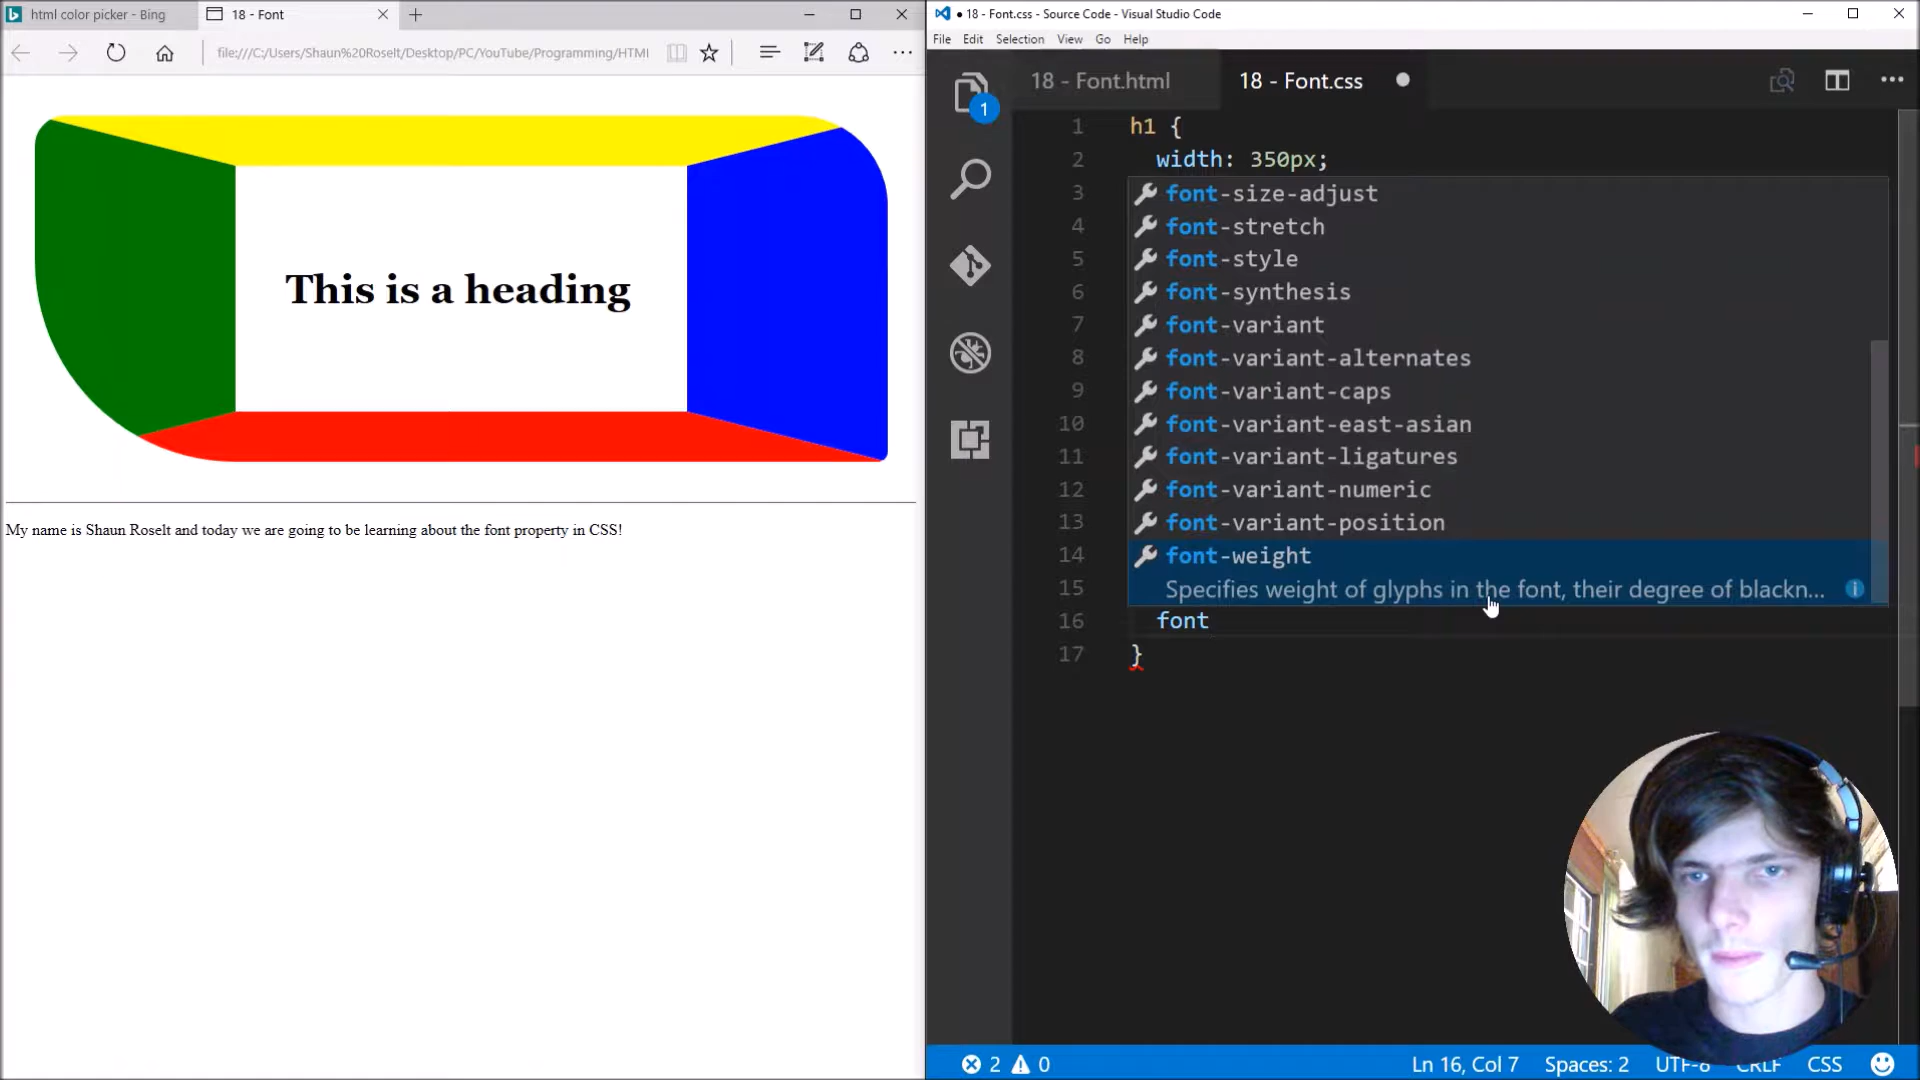 html color picker - Bing
18 - Font
file:///C:/Users/Shaun%20Roselt/Desktop/PC/YouTube/Programming/HTMl
This is a heading
My name is Shaun Roselt and today we are going to be learning about the font property in CSS!
● 18 - Font.css - Source Code - Visual Studio Code
File Edit Selection View Go Help
1
18 - Font.html
18 - Font.css
1 h1 {
2 width: 350px;
3 font-size-adjust
4 font-stretch
5 font-style
6 font-synthesis
7 font-variant
8 font-variant-alternates
9 font-variant-caps
10 font-variant-east-asian
11 font-variant-ligatures
12 font-variant-numeric
13 font-variant-position
14 font-weight
15 Specifies weight of glyphs in the font, their degree of blackn...
16 font
17 }
2 0
Ln 16, Col 7 Spaces: 2 UTF-8 CRLF CSS